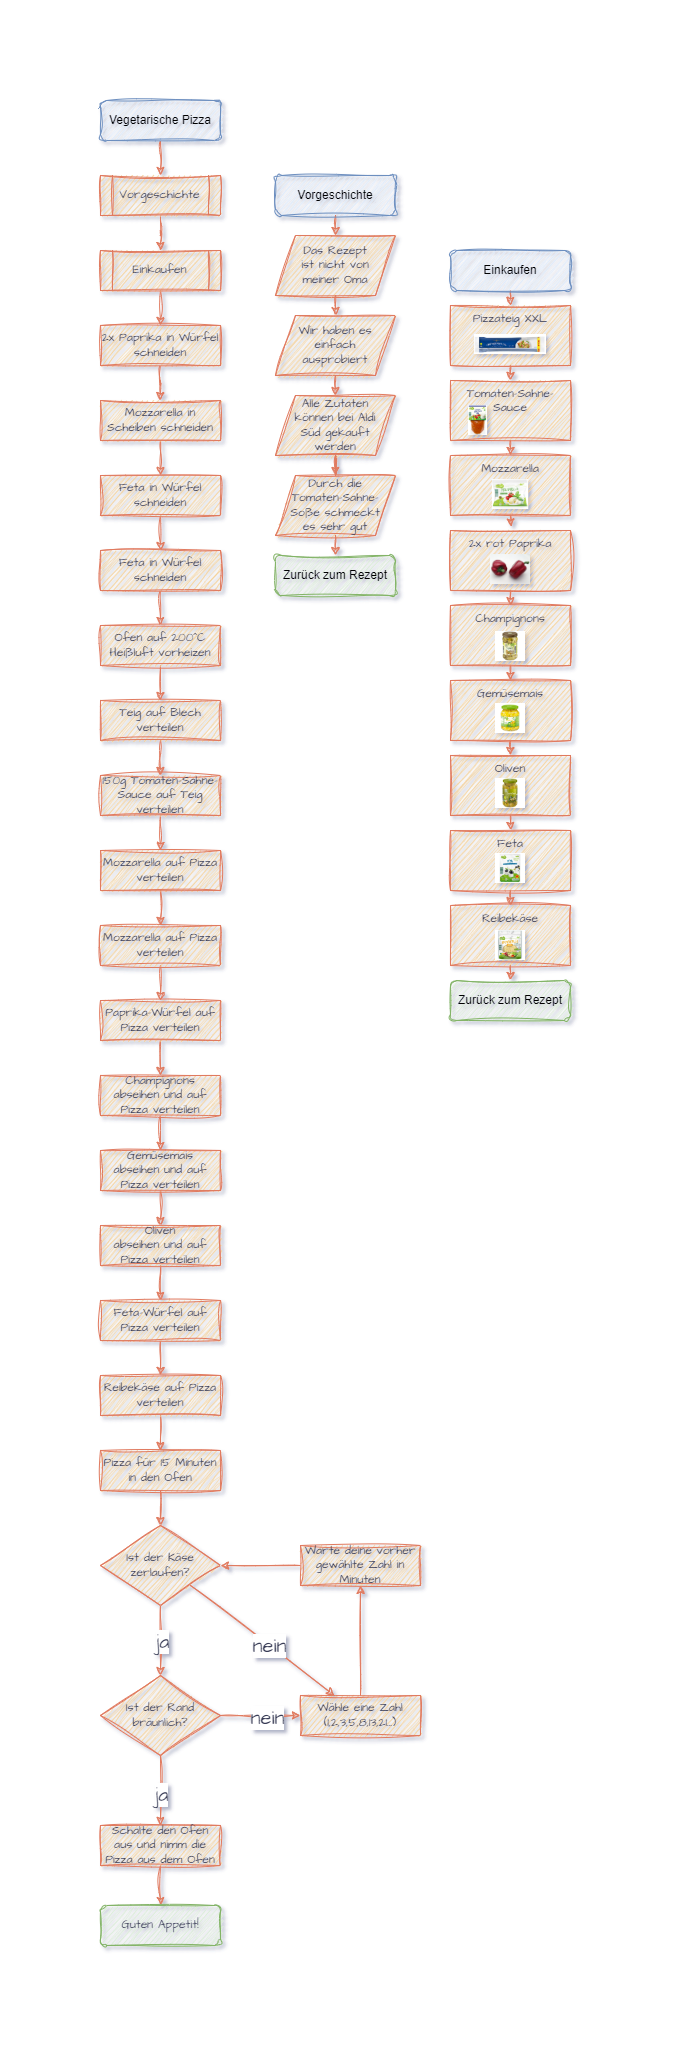 Vegetarische Pizza
Vorgeschichte
Einkaufen
2x Paprika in Würfel
schneiden
Mozzarella in
Scheiben schneiden
Feta in Würfel
schneiden
Feta in Würfel
schneiden
Ofen auf 200°C
Heißluft vorheizen
Teig auf Blech
verteilen
150g Tomaten-Sahne-
Sauce auf Teig
verteilen
Mozzarella auf Pizza
verteilen
Mozzarella auf Pizza
verteilen
Paprika-Würfel auf
Pizza verteilen
Champignons
abseihen und auf
Pizza verteilen
Gemüsemais
abseihen und auf
Pizza verteilen
Oliven
abseihen und auf
Pizza verteilen
Feta-Würfel auf
Pizza verteilen
Reibekäse auf Pizza
verteilen
Pizza für 15 Minuten
in den Ofen
Ist der Käse
zerlaufen?
ja
nein
Ist der Rand
bräunlich?
nein
ja
Wähle eine Zahl
(1,2,3,5,8,13,21,)
Warte deine vorher
gewählte Zahl in
Minuten
Schalte den Ofen
aus und nimm die
Pizza aus dem Ofen
Guten Appetit!
Vorgeschichte
Das Rezept
ist nicht von
meiner Oma
Wir haben es
einfach
ausprobiert
Alle Zutaten
können bei Aldi
Süd gekauft
werden
Durch die
Tomaten-Sahne-
Soße schmeckt
es sehr gut
Zurück zum Rezept
Einkaufen
Pizzateig XXL
Tomaten-Sahne-
Sauce
Mozzarella
2x rot Paprika
Champignons
Gemüsemais
Oliven
Feta
Reibekäse
Zurück zum Rezept